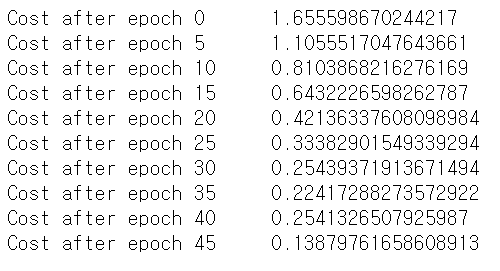 Cost after epoch 0 1.655598670244217
Cost after epoch 5 1.1055517047643661
Cost after epoch 10 0.8103868216276169
Cost after epoch 15 0.6432226598262787
Cost after epoch 20 0.42136337608098984
Cost after epoch 25 0.33382901549339294
Cost after epoch 30 0.25439371913671494
Cost after epoch 35 0.22417288273572922
Cost after epoch 40 0.2541326507925987
Cost after epoch 45 0.13879761658608913